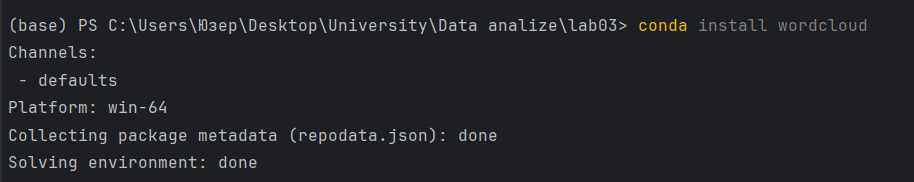 (base) PS C:\Users\Юзер\Desktop\University\Data analize\lab03> conda install wordcloud
Channels:
 - defaults
Platform: win-64
Collecting package metadata (repodata.json): done
Solving environment: done